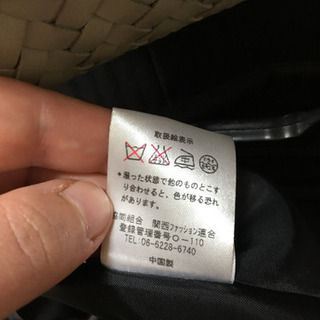 取扱絵表示
*湿った状態で他のものとこす
り合わせると、色が移る恐れ
があります。
協同組合 関西ファッション連合
登録管理番号O-110
TEL:06-6228-6740
中国製